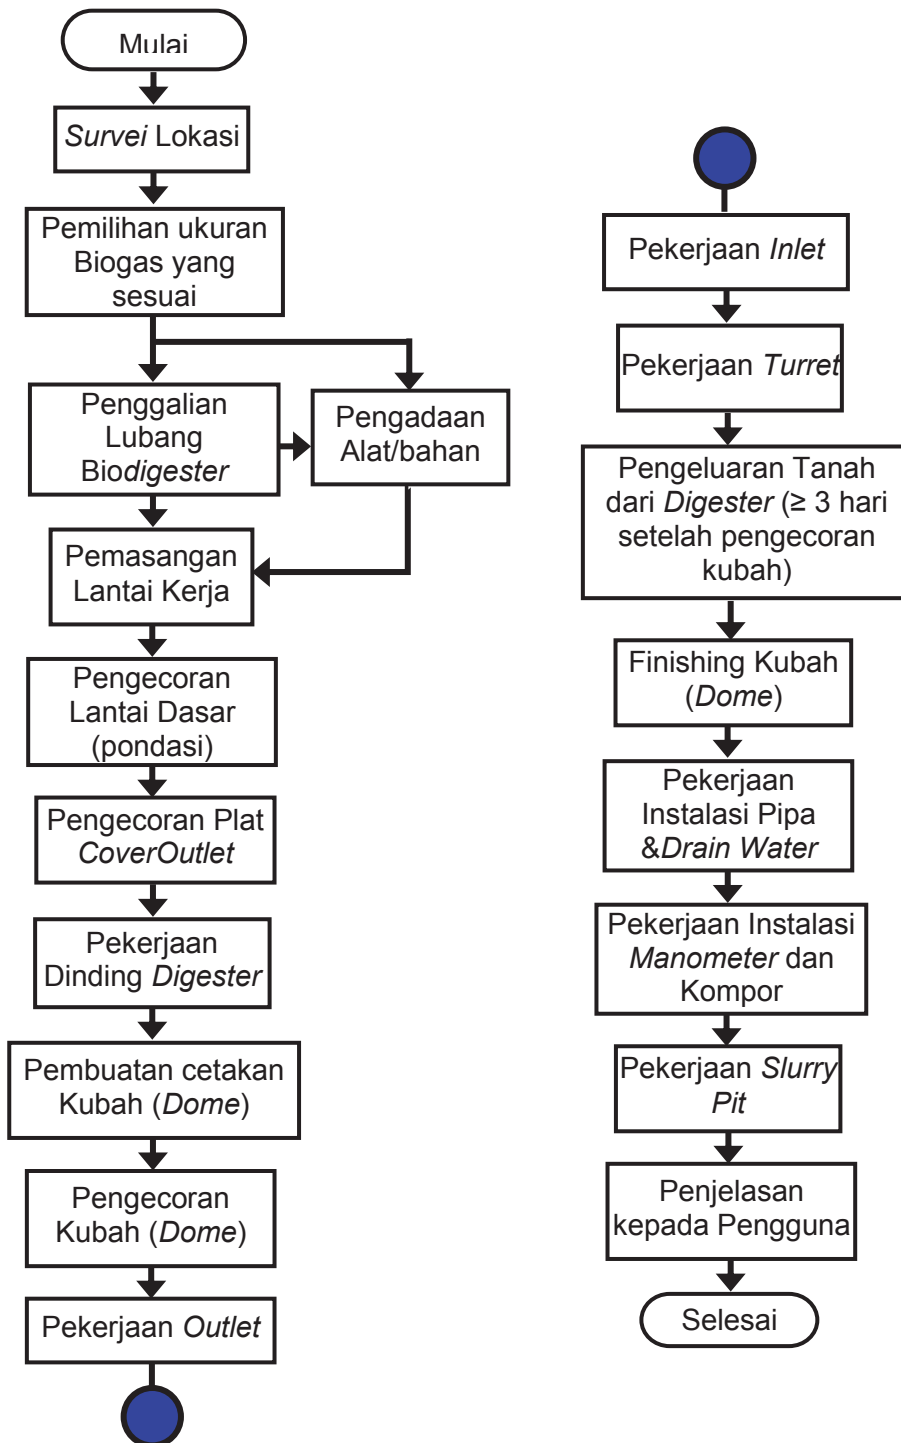 Mulai
Survei Lokasi
Pemilihan ukuran
Biogas yang
sesuai
Penggalian
Lubang
Biodigester
Pengadaan
Alat/bahan
Pemasangan
Lantai Kerja
Pengecoran
Lantai Dasar
(pondasi)
Pengecoran Plat
CoverOutlet
Pekerjaan
Dinding Digester
Pembuatan cetakan
Kubah (Dome)
Pengecoran
Kubah (Dome)
Pekerjaan Outlet
Pekerjaan Inlet
Pekerjaan Turret
Pengeluaran Tanah
dari Digester (≥ 3 hari
setelah pengecoran
kubah)
Finishing Kubah
(Dome)
Pekerjaan
Instalasi Pipa
&Drain Water
Pekerjaan Instalasi
Manometer dan
Kompor
Pekerjaan Slurry
Pit
Penjelasan
kepada Pengguna
Selesai